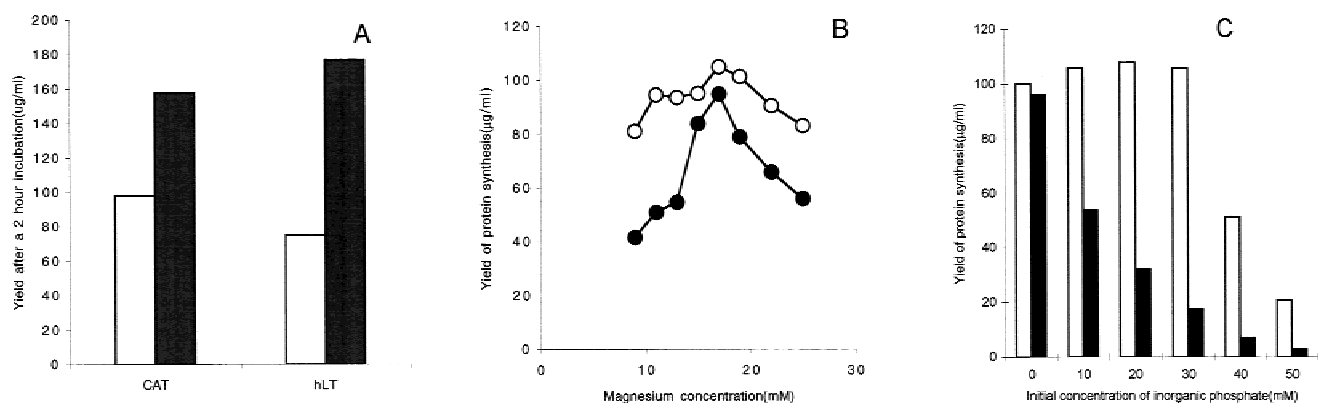 A
Yield after a 2 hour incubation(ug/ml)
200
180
160
140
120
100
80
60
40
20
0
CAT hLT
B
Yield of protein synthesis(µg/ml)
120
100
80
60
40
20
0
0 10 20 30
Magnesium concentration(mM)
C
Yield of protein synthesis(µg/ml)
120
100
80
60
40
20
0
0 10 20 30 40 50
Initial concentration of inorganic phosphate(mM)